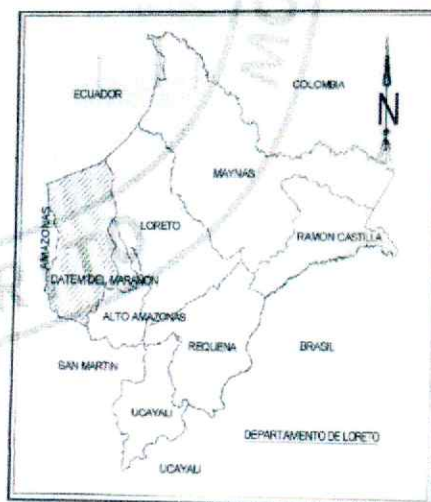 ECUADOR
COLOMBIA
N
MAYNAS
AMAZONAS
LORETO
RAMON CASTILLA
DATEM DEL MARAÑON
ALTO AMAZONAS
REQUENA
BRASIL
SAN MARTIN
UCAYALI
DEPARTAMENTO DE LORETO
UCAYALI